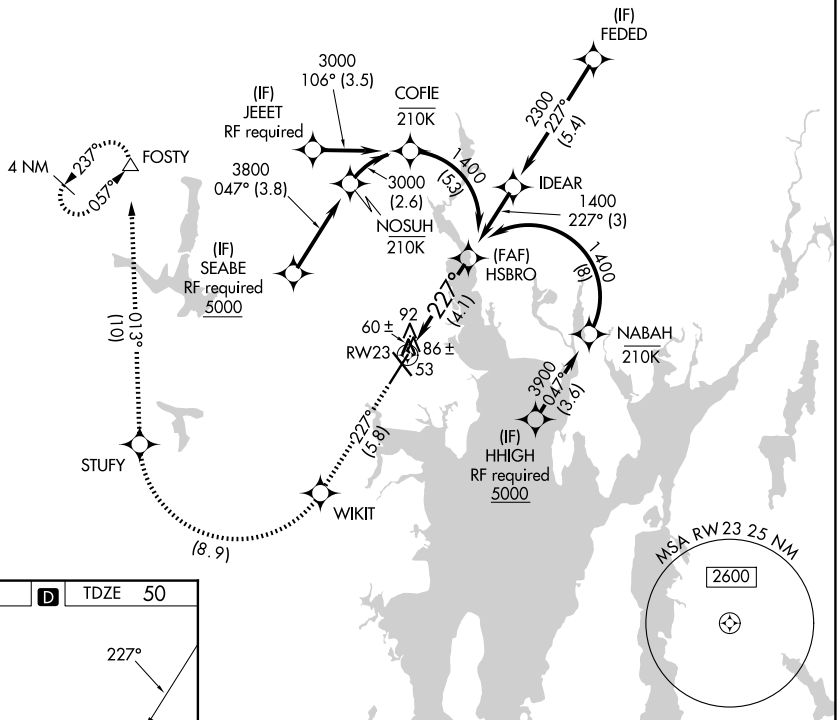 (IF)
FEDED
3000
106° (3.5)
COFIE
210K
(IF)
JEEET
RF required
2300
227°
(5.4)
4 NM
237°
057°
FOSTY
3800
047° (3.8)
1400
(5.3)
IDEAR
3000
(2.6)
1400
227° (3)
NOSUH
210K
(IF)
SEABE
RF required
5000
(FAF)
HSBRO
1400
(8)
227°
(4.1)
013°
(10)
92
60 ±
RW23
86 ±
53
NABAH
210K
3900
047°
(3.6)
227°
(5.8)
(IF)
HHIGH
RF required
5000
STUFY
WIKIT
(8.9)
MSA RW 23 25 NM
2600
D TDZE 50
227°